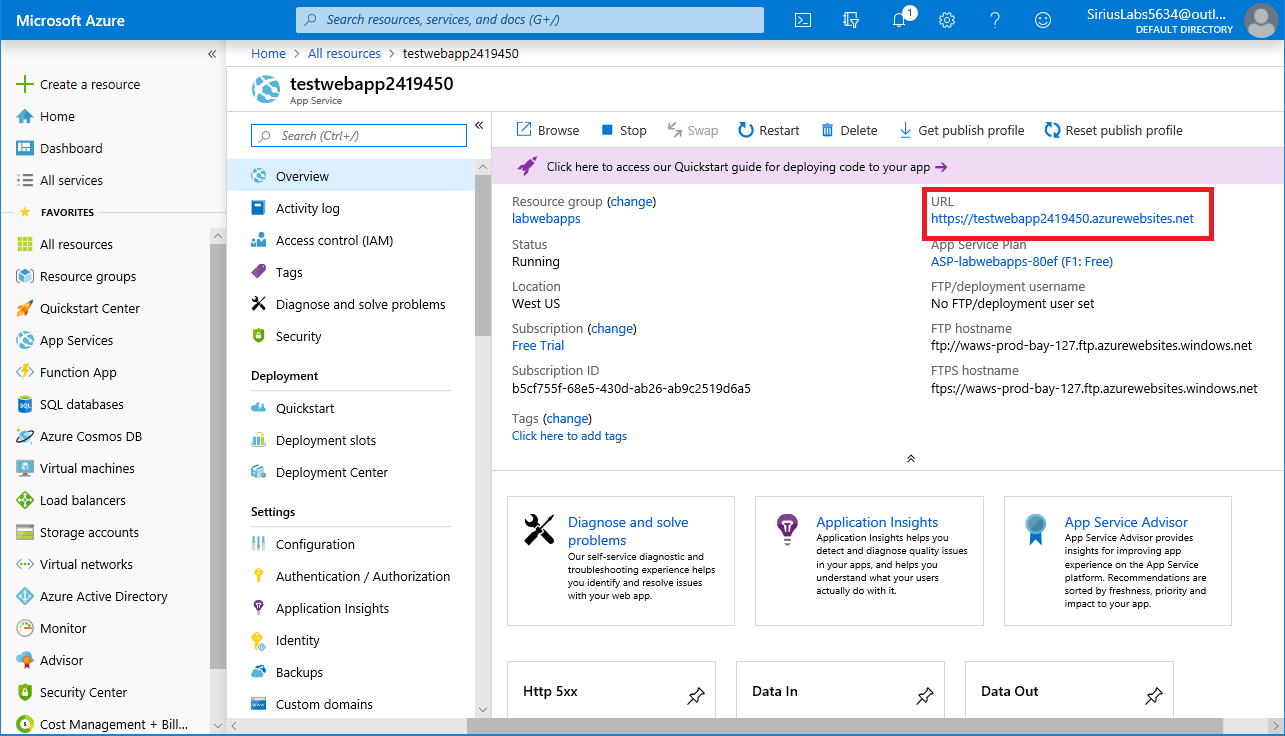 Microsoft Azure
Search resources, services, and docs (G+/)
1
SiriusLabs5634@outl...
DEFAULT DIRECTORY
«
Create a resource
Home
Dashboard
All services
FAVORITES
All resources
Resource groups
Quickstart Center
App Services
Function App
SQL databases
Azure Cosmos DB
Virtual machines
Load balancers
Storage accounts
Virtual networks
Azure Active Directory
Monitor
Advisor
Security Center
Cost Management + Bill...
Home > All resources > testwebapp2419450
testwebapp2419450
App Service
Search (Ctrl+/)
«
Overview
Activity log
Access control (IAM)
Tags
Diagnose and solve problems
Security
Deployment
Quickstart
Deployment slots
Deployment Center
Settings
Configuration
Authentication / Authorization
Application Insights
Identity
Backups
Custom domains
Browse Stop Swap Restart Delete Get publish profile Reset publish profile
Click here to access our Quickstart guide for deploying code to your app →
Resource group (change)
labwebapps
Status
Running
Location
West US
Subscription (change)
Free Trial
Subscription ID
b5cf755f-68e5-430d-ab26-ab9c2519d6a5
Tags (change)
Click here to add tags
URL
https://testwebapp2419450.azurewebsites.net
App Service Plan
ASP-labwebapps-80ef (F1: Free)
FTP/deployment username
No FTP/deployment user set
FTP hostname
ftp://waws-prod-bay-127.ftp.azurewebsites.windows.net
FTPS hostname
ftps://waws-prod-bay-127.ftp.azurewebsites.windows.net
Diagnose and solve
problems
Our self-service diagnostic and
troubleshooting experience helps
you identify and resolve issues
with your web app.
Application Insights
Application Insights helps you
detect and diagnose quality issues
in your apps, and helps you
understand what your users
actually do with it.
App Service Advisor
App Service Advisor provides
insights for improving app
experience on the App Service
platform. Recommendations are
sorted by freshness, priority and
impact to your app.
Http 5xx
Data In
Data Out